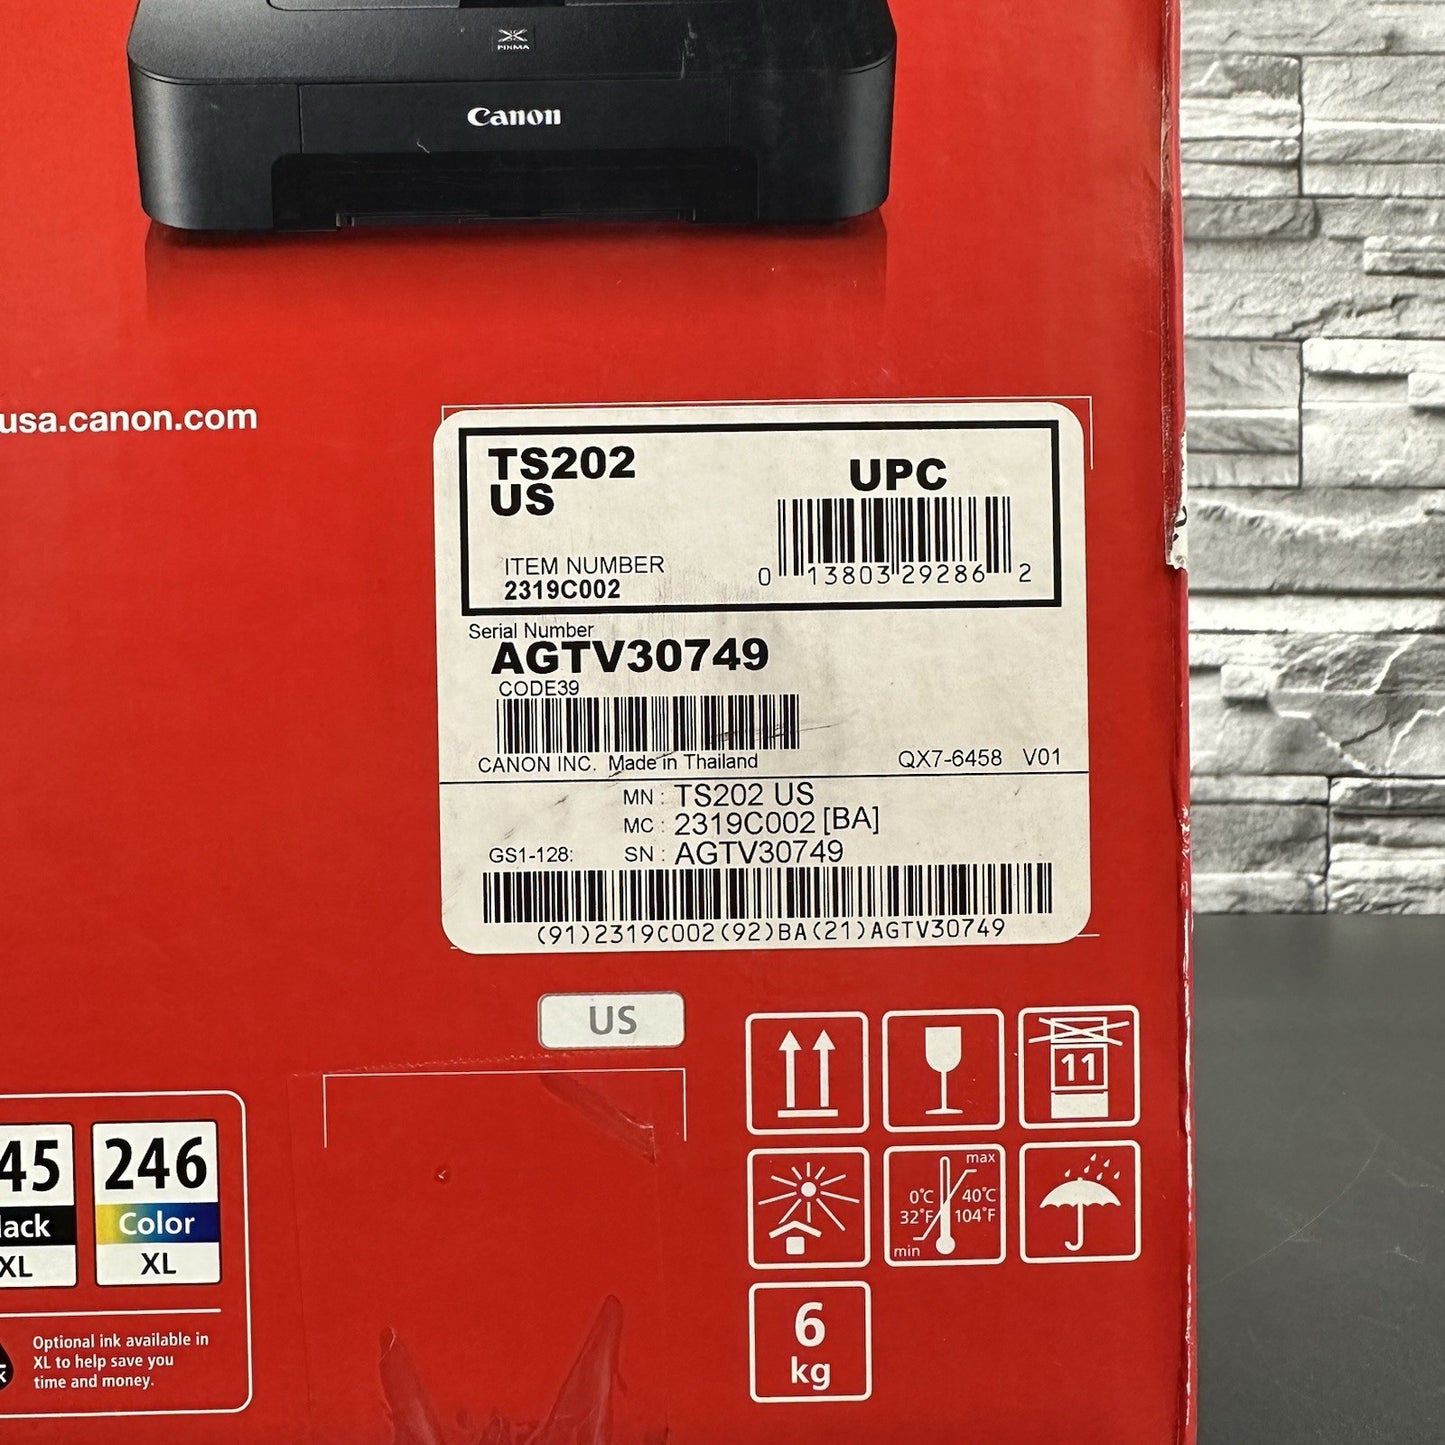 PIXMA
Canon
usa.canon.com
TS202
US
UPC
ITEM NUMBER
2319C002
0 13803 29286 2
Serial Number
AGTV30749
CODE39
CANON INC. Made in Thailand
QX7-6458 V01
MN : TS202 US
MC : 2319C002 [BA]
GS1-128: SN : AGTV30749
(91)2319C002(92)BA(21)AGTV30749
US
11
45
246
lack
Color
XL
XL
max
0°C 40°C
32°F 104°F
min
6
kg
Optional ink available in
XL to help save you
time and money.